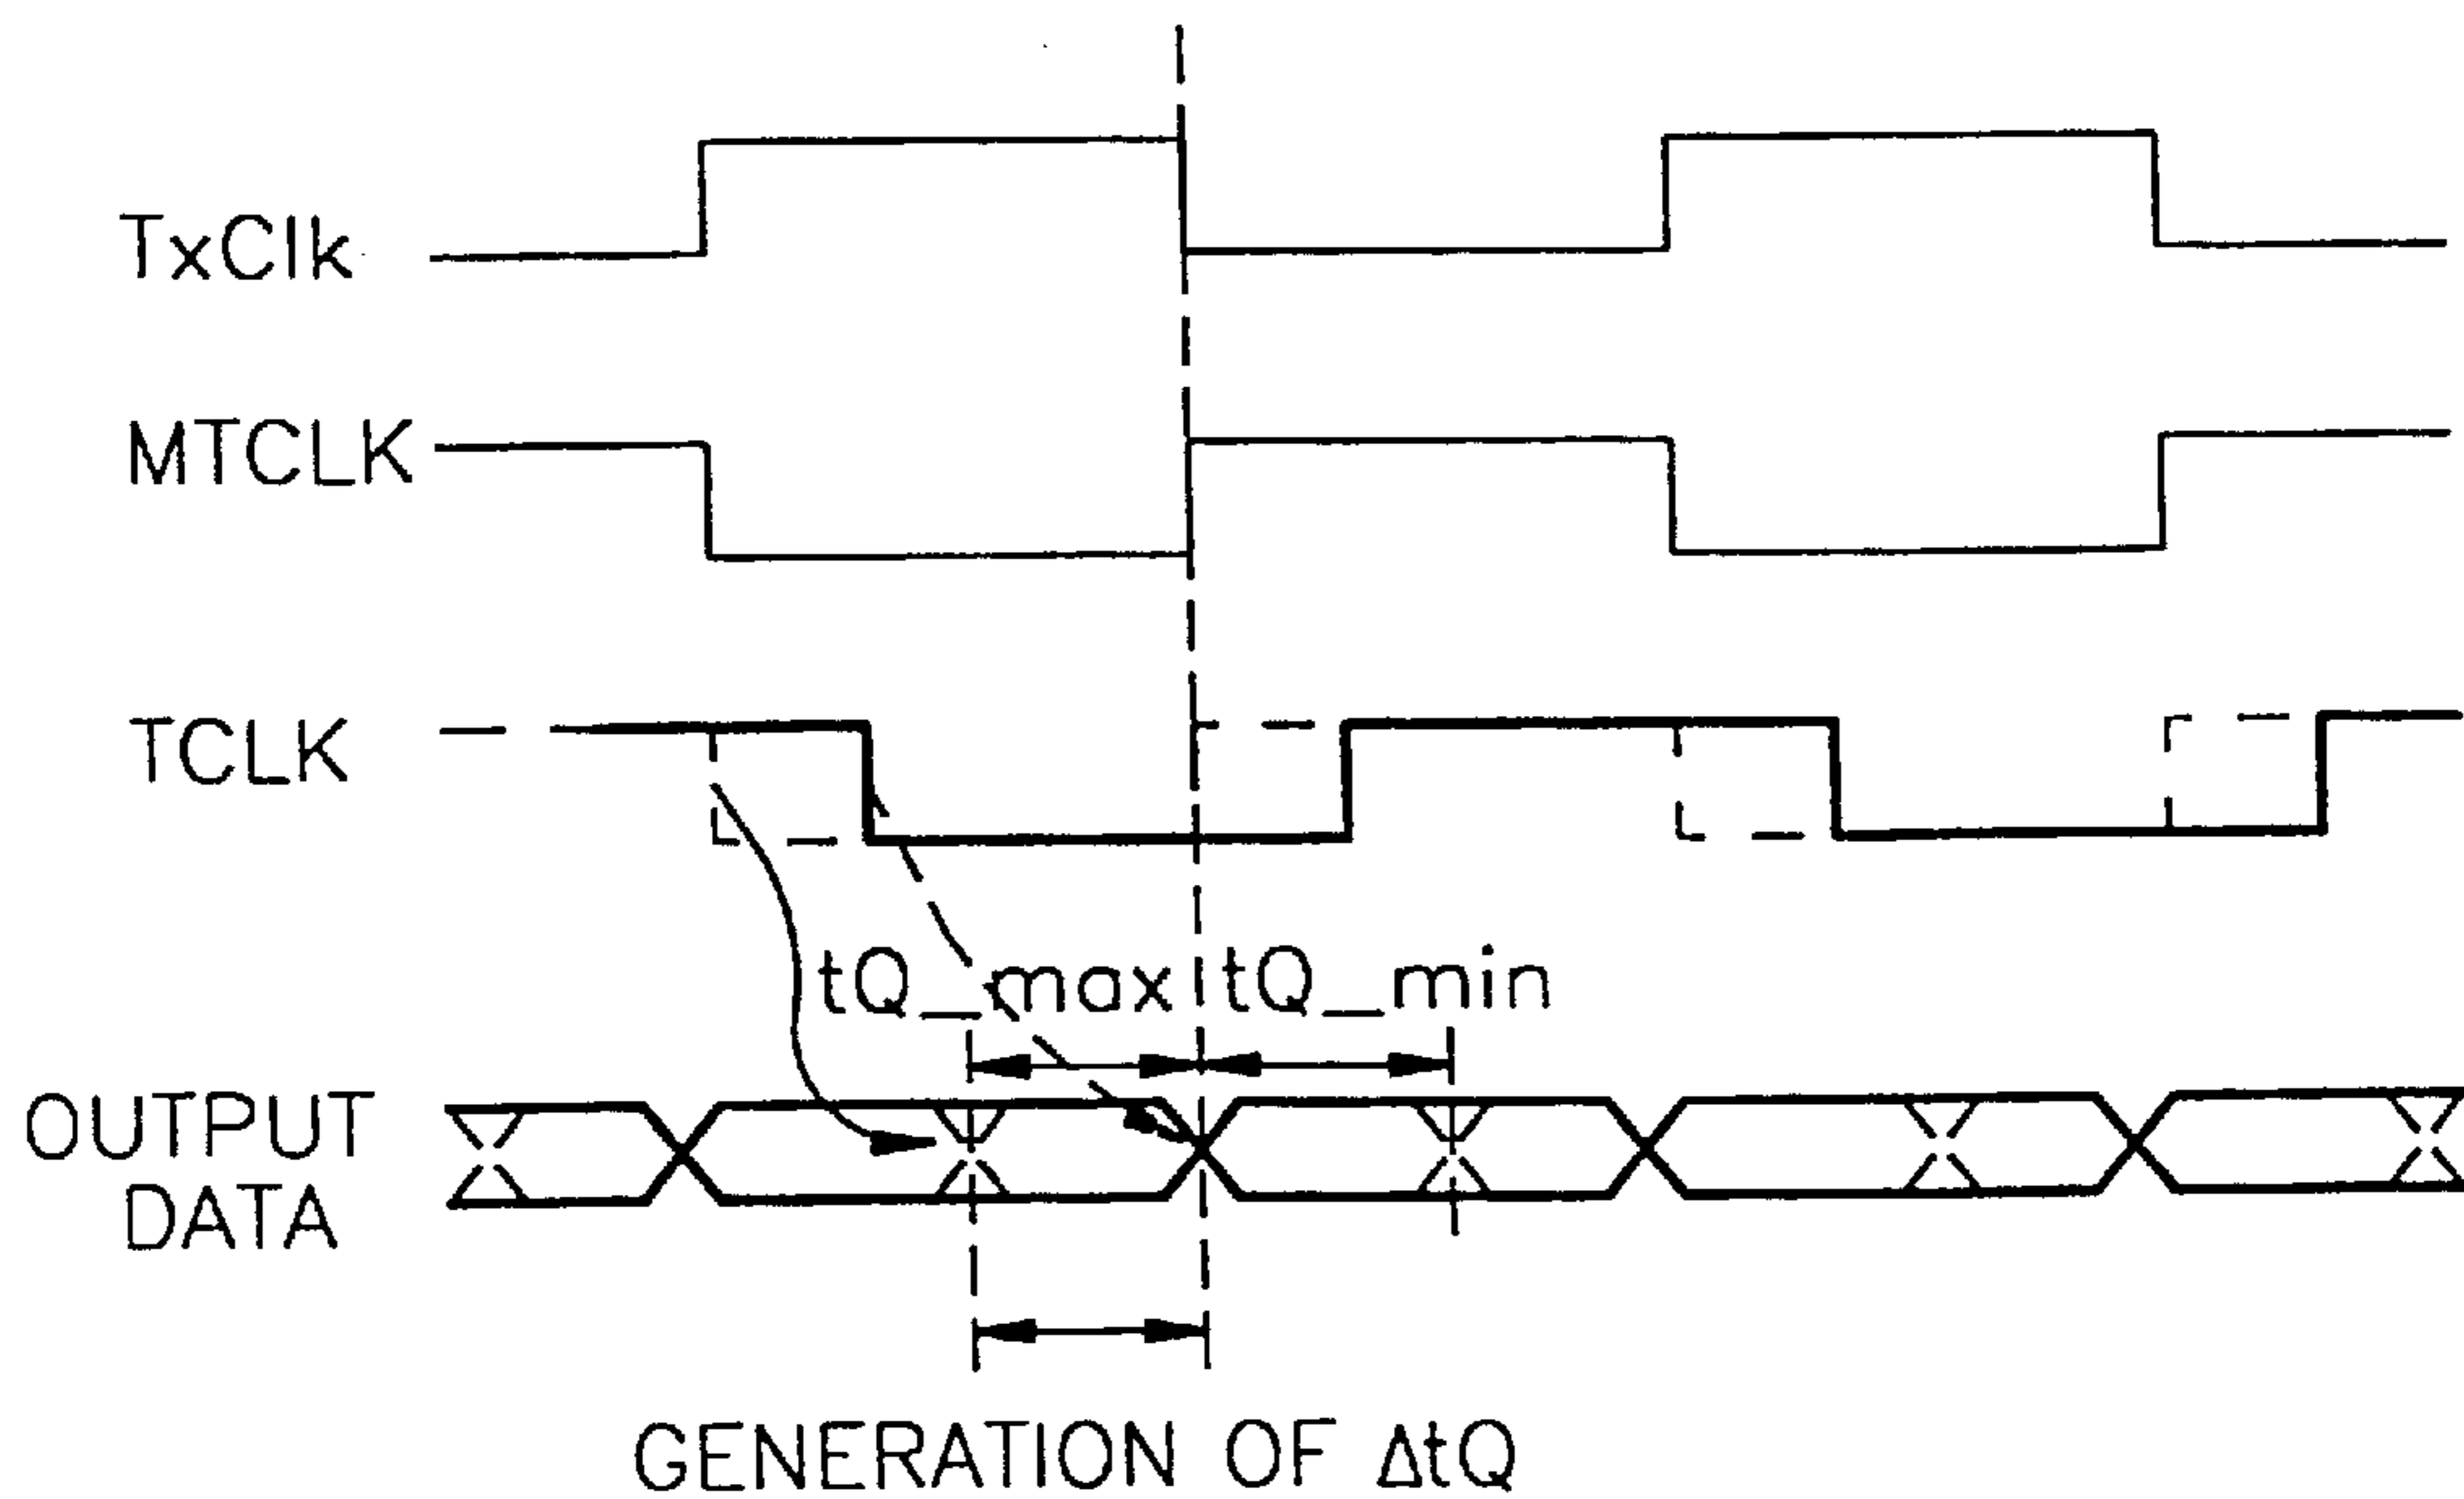 TxClk
MTCLK
TCLK
tQ_max tQ_min
OUTPUT
DATA
GENERATION OF ΔtQ